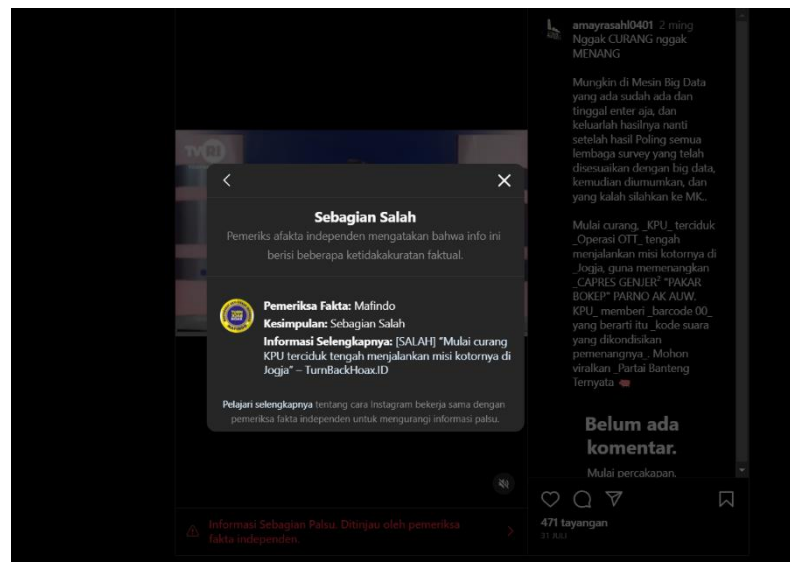 amayrasahl0401 2 ming
Nggak CURANG nggak
MENANG
Mungkin di Mesin Big Data
yang ada sudah ada dan
tinggal enter aja, dan
keluarlah hasilnya nanti
setelah hasil Poling semua
lembaga survey yang telah
disesuaikan dengan big data,
kemudian diumumkan, dan
yang kalah silahkan ke MK..
Mulai curang, _KPU_ terciduk
_Operasi OTT_ tengah
menjalankan misi kotornya di
_Jogja, guna memenangkan
_CAPRES GENJER² "PAKAR
BOKEP" PARNO AK AUW.
KPU_ memberi _barcode 00_
yang berarti itu _kode suara
yang dikondisikan
pemenangnya_. Mohon
viralkan _Partai Banteng
Ternyata
Belum ada
komentar.
Mulai percakapan.
471 tayangan
31 JULI
TVRI
Sebagian Salah
Pemeriks afakta independen mengatakan bahwa info ini
berisi beberapa ketidakakuratan faktual.
Pemeriksa Fakta: Mafindo
Kesimpulan: Sebagian Salah
Informasi Selengkapnya: [SALAH] "Mulai curang
KPU terciduk tengah menjalankan misi kotornya di
Jogja" – TurnBackHoax.ID
Pelajari selengkapnya tentang cara Instagram bekerja sama dengan
pemeriksa fakta independen untuk mengurangi informasi palsu.
Informasi Sebagian Palsu. Ditinjau oleh pemeriksa
fakta independen.